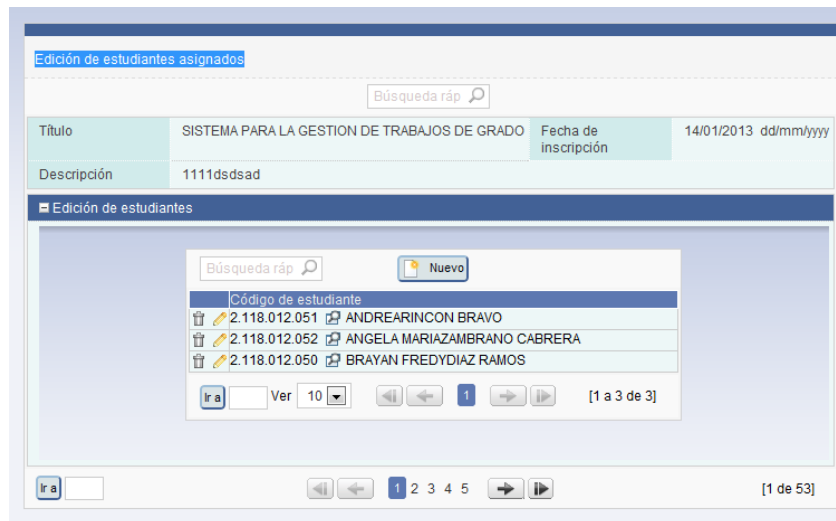 Edición de estudiantes asignados
Búsqueda ráp
Título SISTEMA PARA LA GESTION DE TRABAJOS DE GRADO Fecha de inscripción 14/01/2013 dd/mm/yyyy
Descripción 1111dsdsad
Edición de estudiantes
Búsqueda ráp Nuevo
Código de estudiante
2.118.012.051 ANDREARINCON BRAVO
2.118.012.052 ANGELA MARIAZAMBRANO CABRERA
2.118.012.050 BRAYAN FREDYDIAZ RAMOS
Ir a Ver 10 1 [1 a 3 de 3]
Ir a 1 2 3 4 5 [1 de 53]